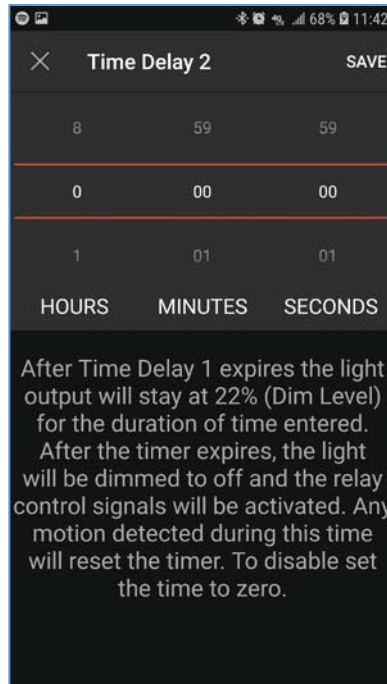 68% 11:42
Time Delay 2 SAVE
8 59 59
0 00 00
1 01 01
HOURS MINUTES SECONDS
After Time Delay 1 expires the light
output will stay at 22% (Dim Level)
for the duration of time entered.
After the timer expires, the light
will be dimmed to off and the relay
control signals will be activated. Any
motion detected during this time
will reset the timer. To disable set
the time to zero.